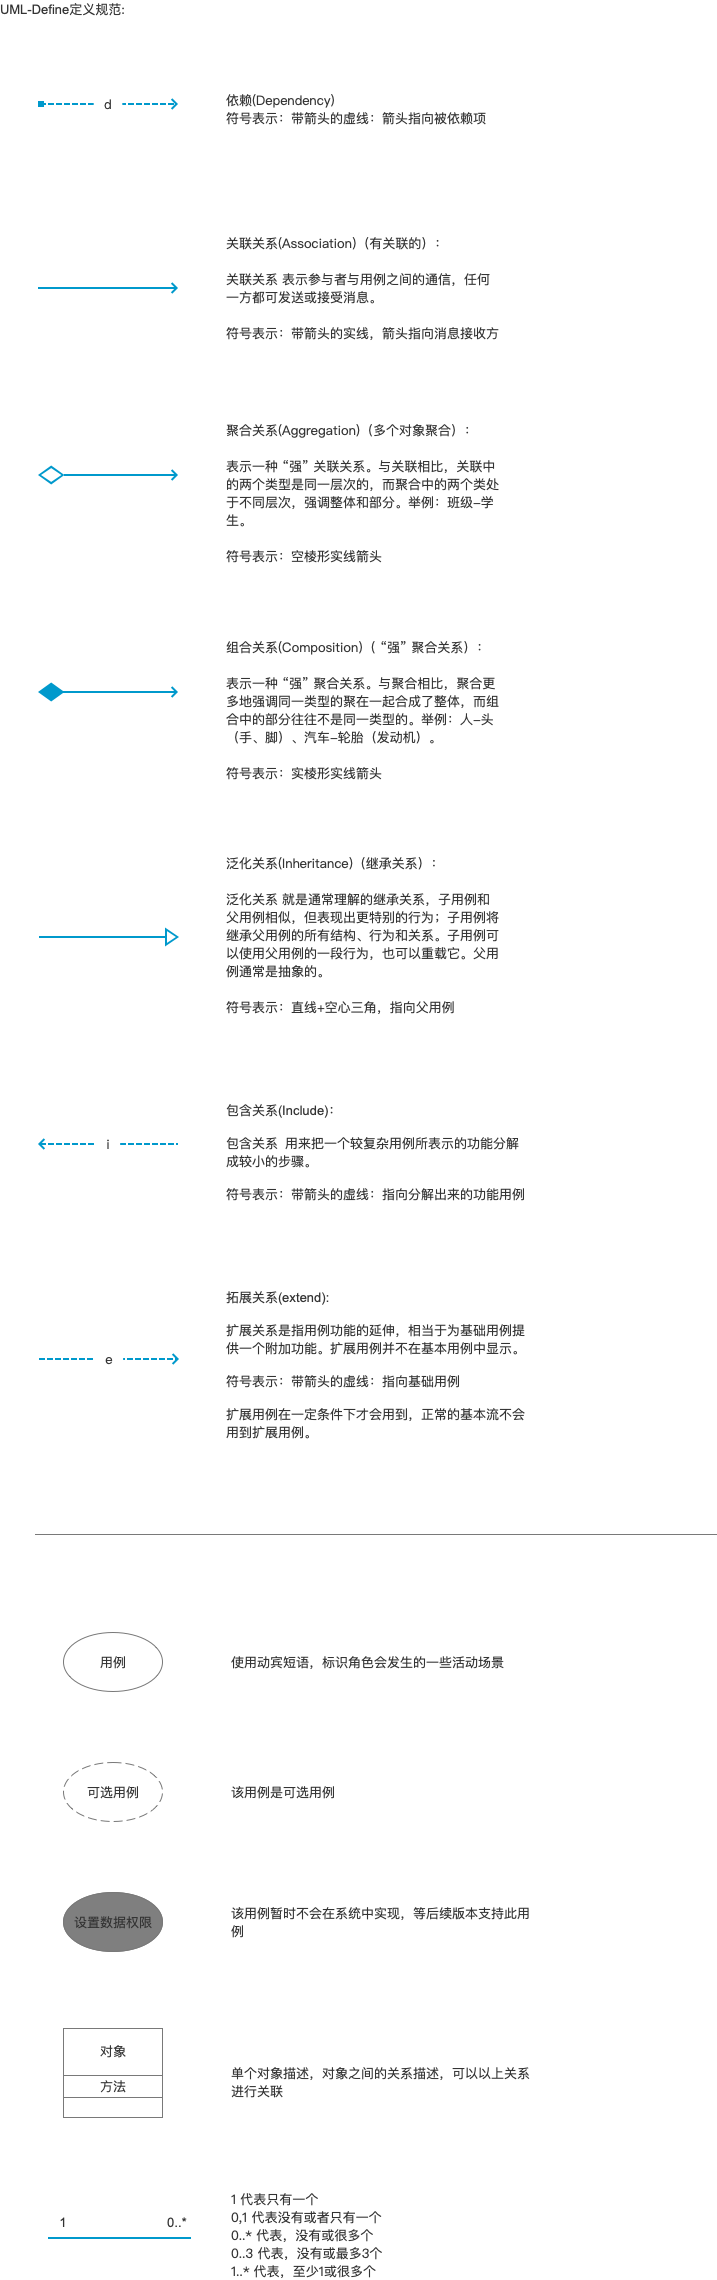 UML-Define定义规范:
d
依赖(Dependency)
符号表示：带箭头的虚线：箭头指向被依赖项
关联关系(Association)（有关联的）：
关联关系 表示参与者与用例之间的通信，任何
一方都可发送或接受消息。
符号表示：带箭头的实线，箭头指向消息接收方
聚合关系(Aggregation)（多个对象聚合）：
表示一种 “强” 关联关系。与关联相比，关联中
的两个类型是同一层次的，而聚合中的两个类处
于不同层次，强调整体和部分。举例：班级-学
生。
符号表示：空棱形实线箭头
组合关系(Composition)（ “强” 聚合关系）：
表示一种 “强” 聚合关系。与聚合相比，聚合更
多地强调同一类型的聚在一起合成了整体，而组
合中的部分往往不是同一类型的。举例：人-头
（手、脚）、汽车-轮胎（发动机）。
符号表示：实棱形实线箭头
泛化关系(Inheritance)（继承关系）：
泛化关系 就是通常理解的继承关系，子用例和
父用例相似，但表现出更特别的行为；子用例将
继承父用例的所有结构、行为和关系。子用例可
以使用父用例的一段行为，也可以重载它。父用
例通常是抽象的。
符号表示：直线+空心三角，指向父用例
包含关系(Include)：
i
包含关系  用来把一个较复杂用例所表示的功能分解
成较小的步骤。
符号表示：带箭头的虚线：指向分解出来的功能用例
拓展关系(extend):
e
扩展关系是指用例功能的延伸，相当于为基础用例提
供一个附加功能。扩展用例并不在基本用例中显示。
符号表示：带箭头的虚线：指向基础用例
扩展用例在一定条件下才会用到，正常的基本流不会
用到扩展用例。
用例
使用动宾短语，标识角色会发生的一些活动场景
可选用例
该用例是可选用例
设置数据权限
该用例暂时不会在系统中实现，等后续版本支持此用
例
对象
方法
单个对象描述，对象之间的关系描述，可以以上关系
进行关联
1
0..*
1 代表只有一个
0,1 代表没有或者只有一个
0..* 代表，没有或很多个
0..3 代表，没有或最多3个
1..* 代表，至少1或很多个